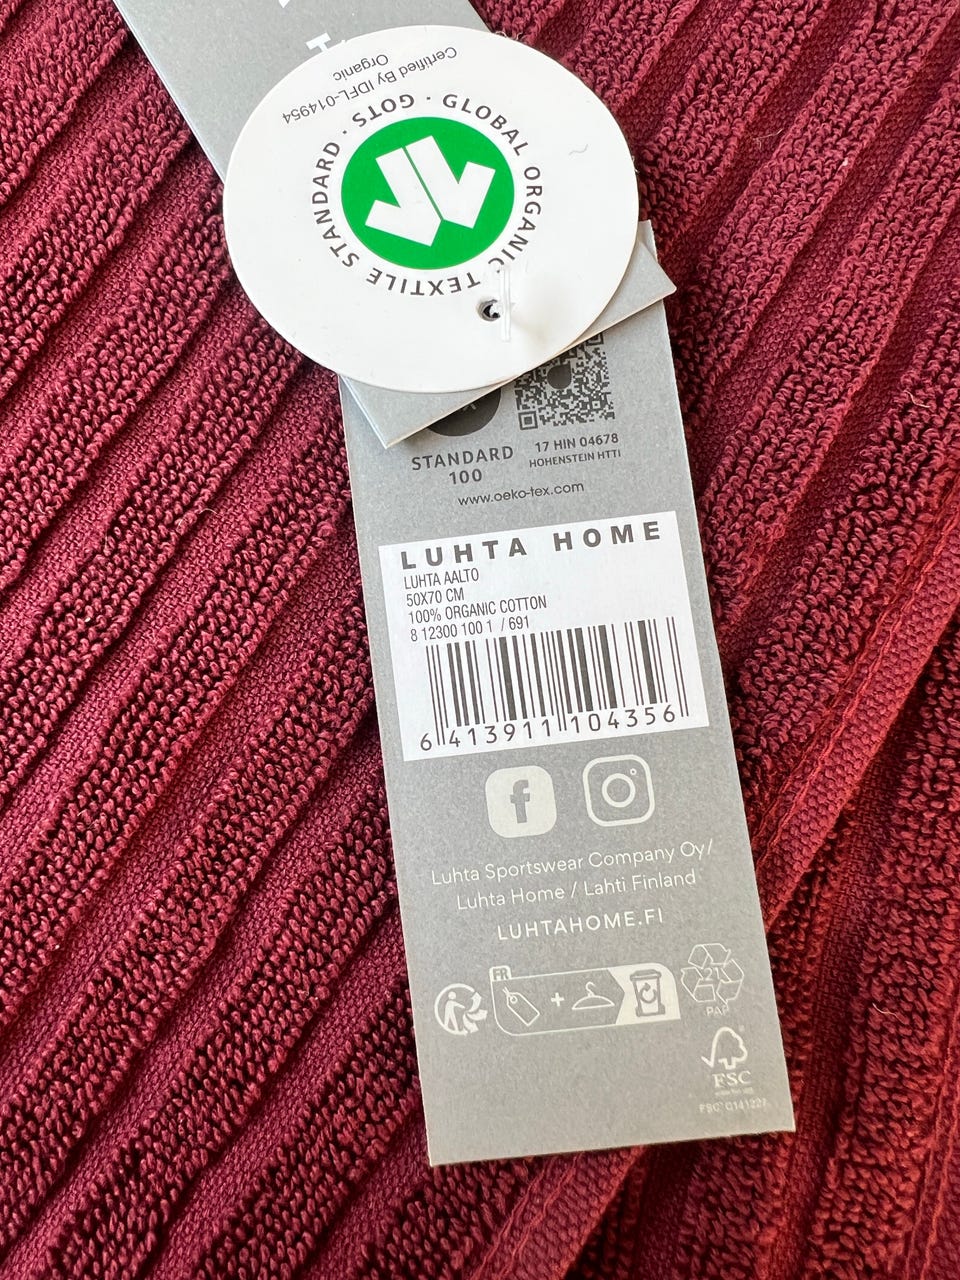 Certified By IDFL-014954
Organic
GLOBAL ORGANIC TEXTILE STANDARD · GOTS ·
STANDARD
100
17 HIN 04678
HOHENSTEIN HTTI
www.oeko-tex.com
LUHTA HOME
LUHTA AALTO
50X70 CM
100% ORGANIC COTTON
8 12300 100 1 / 691
6 413911 104356
Luhta Sportswear Company Oy/
Luhta Home / Lahti Finland
LUHTAHOME.FI
FR
+
21
PAP
FSC
FSC® C141227